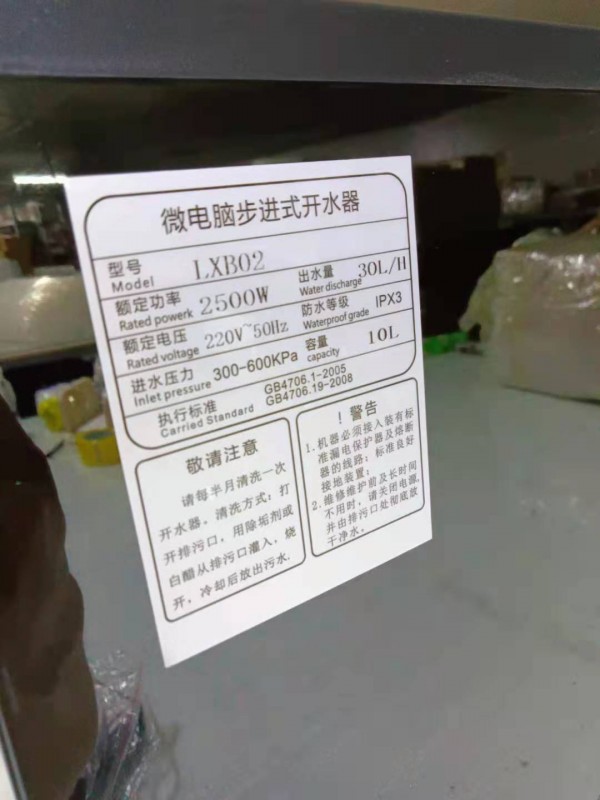 微电脑步进式开水器
型号 Model LXB02 出水量 Water discharge 30L/H
额定功率 Rated powerk 2500W 防水等级 Waterproof grade IPX3
额定电压 Rated voltage 220V~50Hz 容量 capacity 10L
进水压力 Inlet pressure 300-600KPa
执行标准 Carried Standard GB4706.1-2005
GB4706.19-2008
敬请注意
请每半月清洗一次
开水器。清洗方式:打
开排污口,用除垢剂或
白醋从排污口灌入,烧
开,冷却后放出污水.
！警告
1.机器必须接入装有标
准漏电保护器及熔断
器的线路;标准良好
接地装置;
2.维修维护前及长时间
不用时,请关闭电源,
并由排污口处彻底放
干净水。